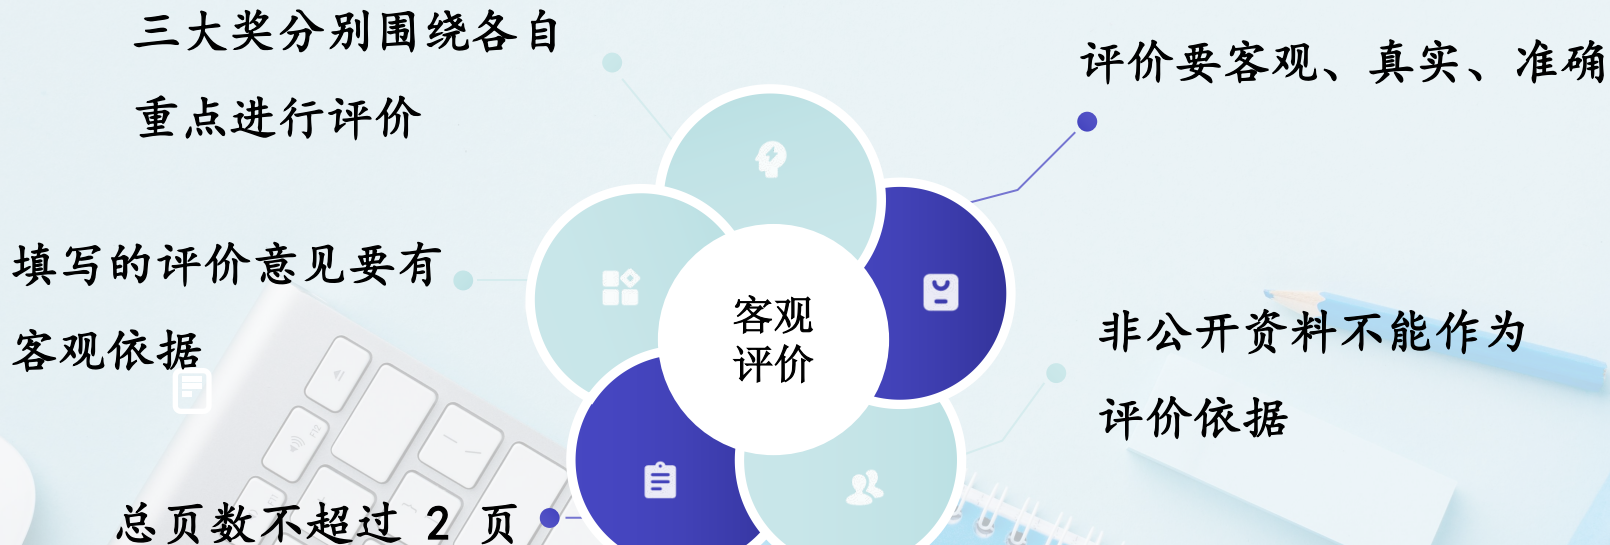 三大奖分别围绕各自
重点进行评价
评价要客观、真实、准确
填写的评价意见要有
客观依据
客观
评价
非公开资料不能作为
评价依据
总页数不超过 2 页